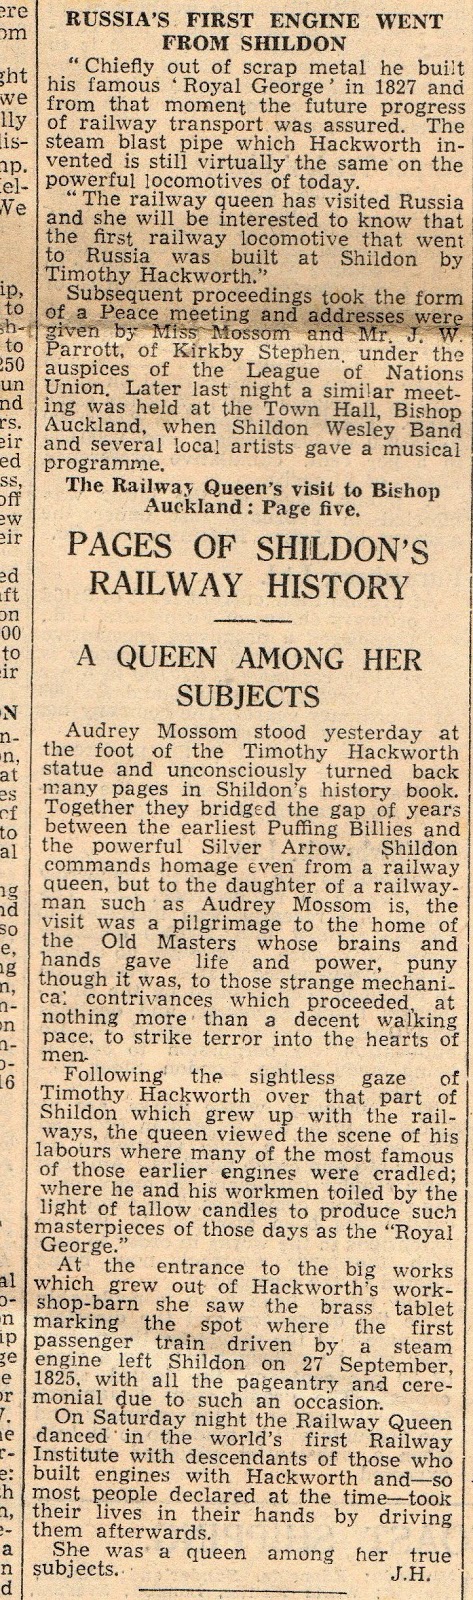 RUSSIA'S FIRST ENGINE WENT
FROM SHILDON
"Chiefly out of scrap metal he built
his famous 'Royal George' in 1827 and
from that moment the future progress
of railway transport was assured. The
steam blast pipe which Hackworth in-
vented is still virtually the same on the
powerful locomotives of today.
"The railway queen has visited Russia
and she will be interested to know that
the first railway locomotive that went
to Russia was built at Shildon by
Timothy Hackworth."
Subsequent proceedings took the form
of a Peace meeting and addresses were
given by Miss Mossom and Mr. J. W.
Parrott, of Kirkby Stephen, under the
auspices of the League of Nations
Union. Later last night a similar meet-
ing was held at the Town Hall, Bishop
Auckland, when Shildon Wesley Band
and several local artists gave a musical
programme.
The Railway Queen's visit to Bishop
Auckland: Page five.
PAGES OF SHILDON'S
RAILWAY HISTORY
A QUEEN AMONG HER
SUBJECTS
Audrey Mossom stood yesterday at
the foot of the Timothy Hackworth
statue and unconsciously turned back
many pages in Shildon's history book.
Together they bridged the gap of years
between the earliest Puffing Billies and
the powerful Silver Arrow. Shildon
commands homage even from a railway
queen, but to the daughter of a railway-
man such as Audrey Mossom is, the
visit was a pilgrimage to the home of
the Old Masters whose brains and
hands gave life and power, puny
though it was, to those strange mechani-
cal contrivances which proceeded, at
nothing more than a decent walking
pace, to strike terror into the hearts of
men.
Following the sightless gaze of
Timothy Hackworth over that part of
Shildon which grew up with the rail-
ways, the queen viewed the scene of his
labours where many of the most famous
of those earlier engines were cradled;
where he and his workmen toiled by the
light of tallow candles to produce such
masterpieces of those days as the "Royal
George."
At the entrance to the big works
which grew out of Hackworth's work-
shop-barn she saw the brass tablet
marking the spot where the first
passenger train driven by a steam
engine left Shildon on 27 September,
1825, with all the pageantry and cere-
monial due to such an occasion.
On Saturday night the Railway Queen
danced in the world's first Railway
Institute with descendants of those who
built engines with Hackworth and—so
most people declared at the time—took
their lives in their hands by driving
them afterwards.
She was a queen among her true
subjects. J.H.